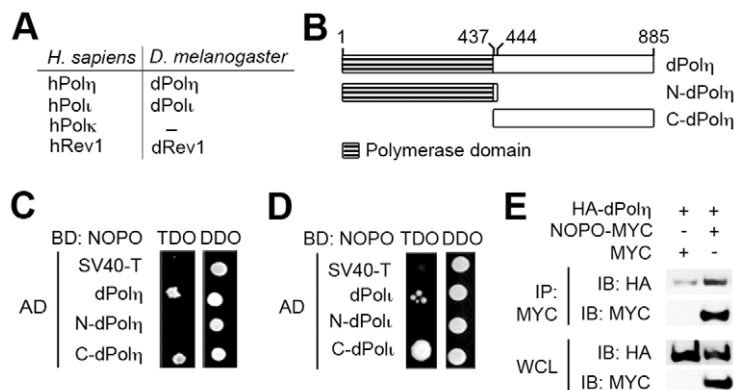 A
H. sapiens D. melanogaster
hPolη dPolη
hPolι dPolι
hPolκ –
hRev1 dRev1
B
1 437 444 885
dPolη
N-dPolη
C-dPolη
Polymerase domain
C
BD: NOPO TDO DDO
AD
SV40-T
dPolη
N-dPolη
C-dPolη
D
BD: NOPO TDO DDO
AD
SV40-T
dPolι
N-dPolι
C-dPolι
E
HA-dPolη + +
NOPO-MYC - +
MYC + -
IP: MYC
IB: HA
IB: MYC
WCL
IB: HA
IB: MYC